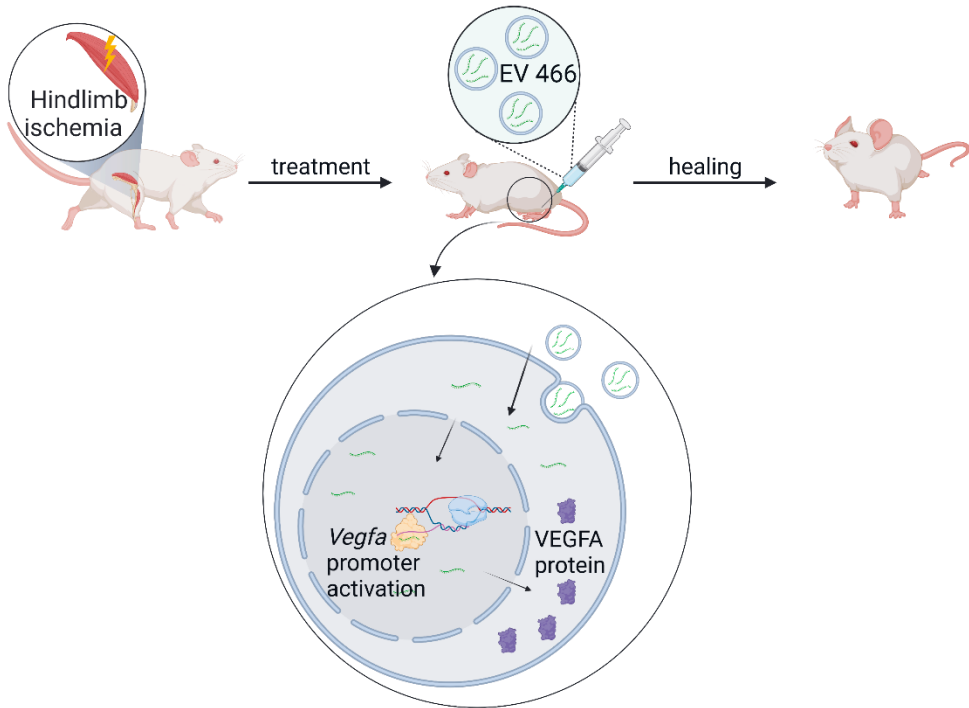 Hindlimb
ischemia
treatment
EV 466
healing
Vegfa
promoter
activation
VEGFA
protein